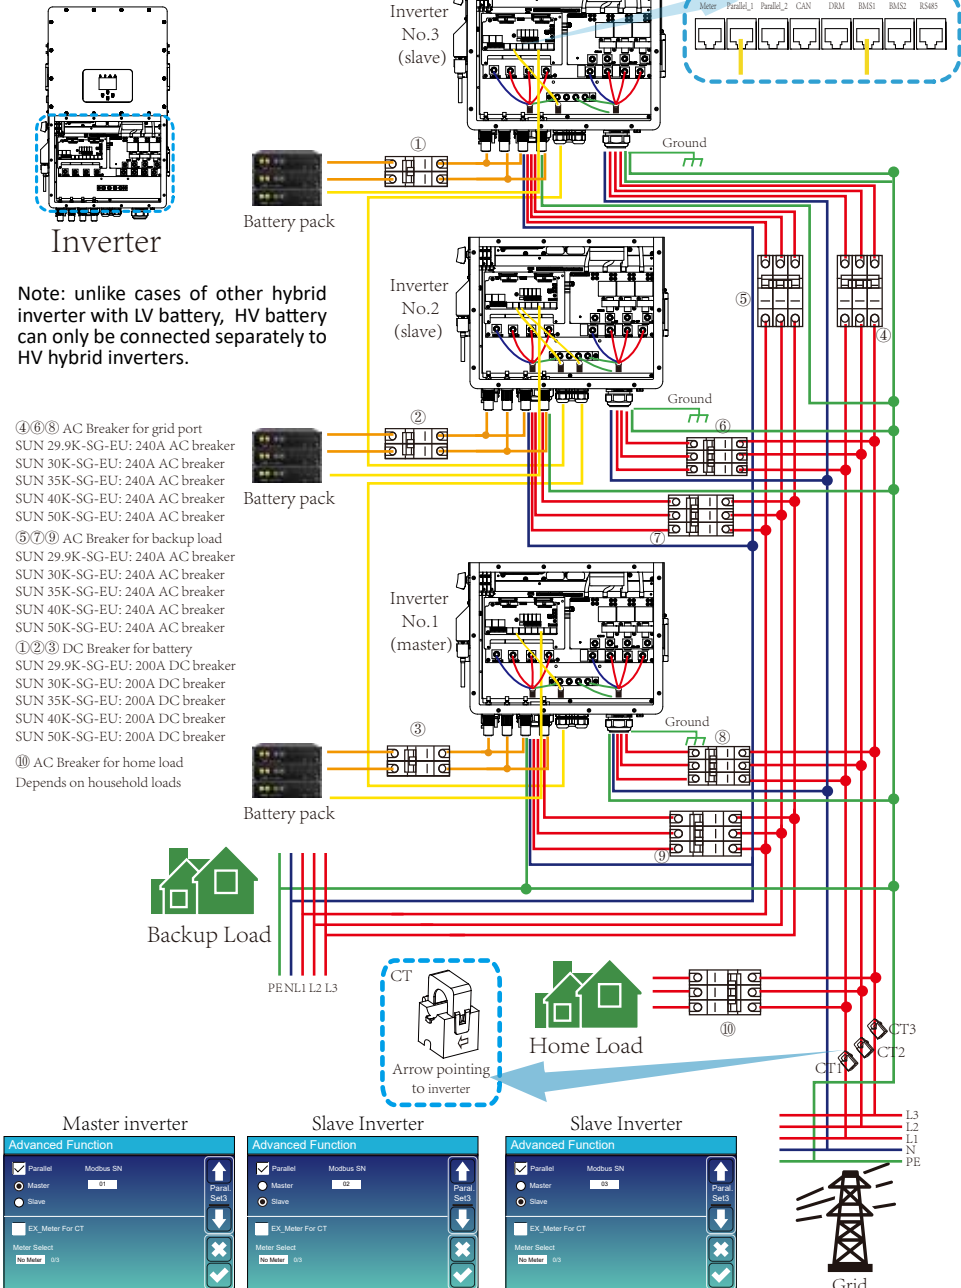 Inverter
No.3
(slave)
Meter Parallel_1 Parallel_2 CAN DRM BMS1 BMS2 RS485
①
Ground
Battery pack
Inverter
Note: unlike cases of other hybrid
inverter with LV battery, HV battery
can only be connected separately to
HV hybrid inverters.
Inverter
No.2
(slave)
⑤
④
②
Ground
⑥
Battery pack
⑦
④⑥⑧ AC Breaker for grid port
SUN 29.9K-SG-EU: 240A AC breaker
SUN 30K-SG-EU: 240A AC breaker
SUN 35K-SG-EU: 240A AC breaker
SUN 40K-SG-EU: 240A AC breaker
SUN 50K-SG-EU: 240A AC breaker
⑤⑦⑨ AC Breaker for backup load
SUN 29.9K-SG-EU: 240A AC breaker
SUN 30K-SG-EU: 240A AC breaker
SUN 35K-SG-EU: 240A AC breaker
SUN 40K-SG-EU: 240A AC breaker
SUN 50K-SG-EU: 240A AC breaker
①②③ DC Breaker for battery
SUN 29.9K-SG-EU: 200A DC breaker
SUN 30K-SG-EU: 200A DC breaker
SUN 35K-SG-EU: 200A DC breaker
SUN 40K-SG-EU: 200A DC breaker
SUN 50K-SG-EU: 200A DC breaker
⑩ AC Breaker for home load
Depends on household loads
Inverter
No.1
(master)
③
Ground
⑧
Battery pack
⑨
Backup Load
PE N L1 L2 L3
CT
Arrow pointing
to inverter
Home Load
⑩
CT3
CT2
CT1
L3
L2
L1
N
PE
Grid
Master inverter
Advanced Function
Parallel Modbus SN
Master 01
Slave
Paral.
Set3
EX_Meter For CT
Meter Select
No Meter 0/3
Slave Inverter
Advanced Function
Parallel Modbus SN
Master 02
Slave
Paral.
Set3
EX_Meter For CT
Meter Select
No Meter 0/3
Slave Inverter
Advanced Function
Parallel Modbus SN
Master 03
Slave
Paral.
Set3
EX_Meter For CT
Meter Select
No Meter 0/3